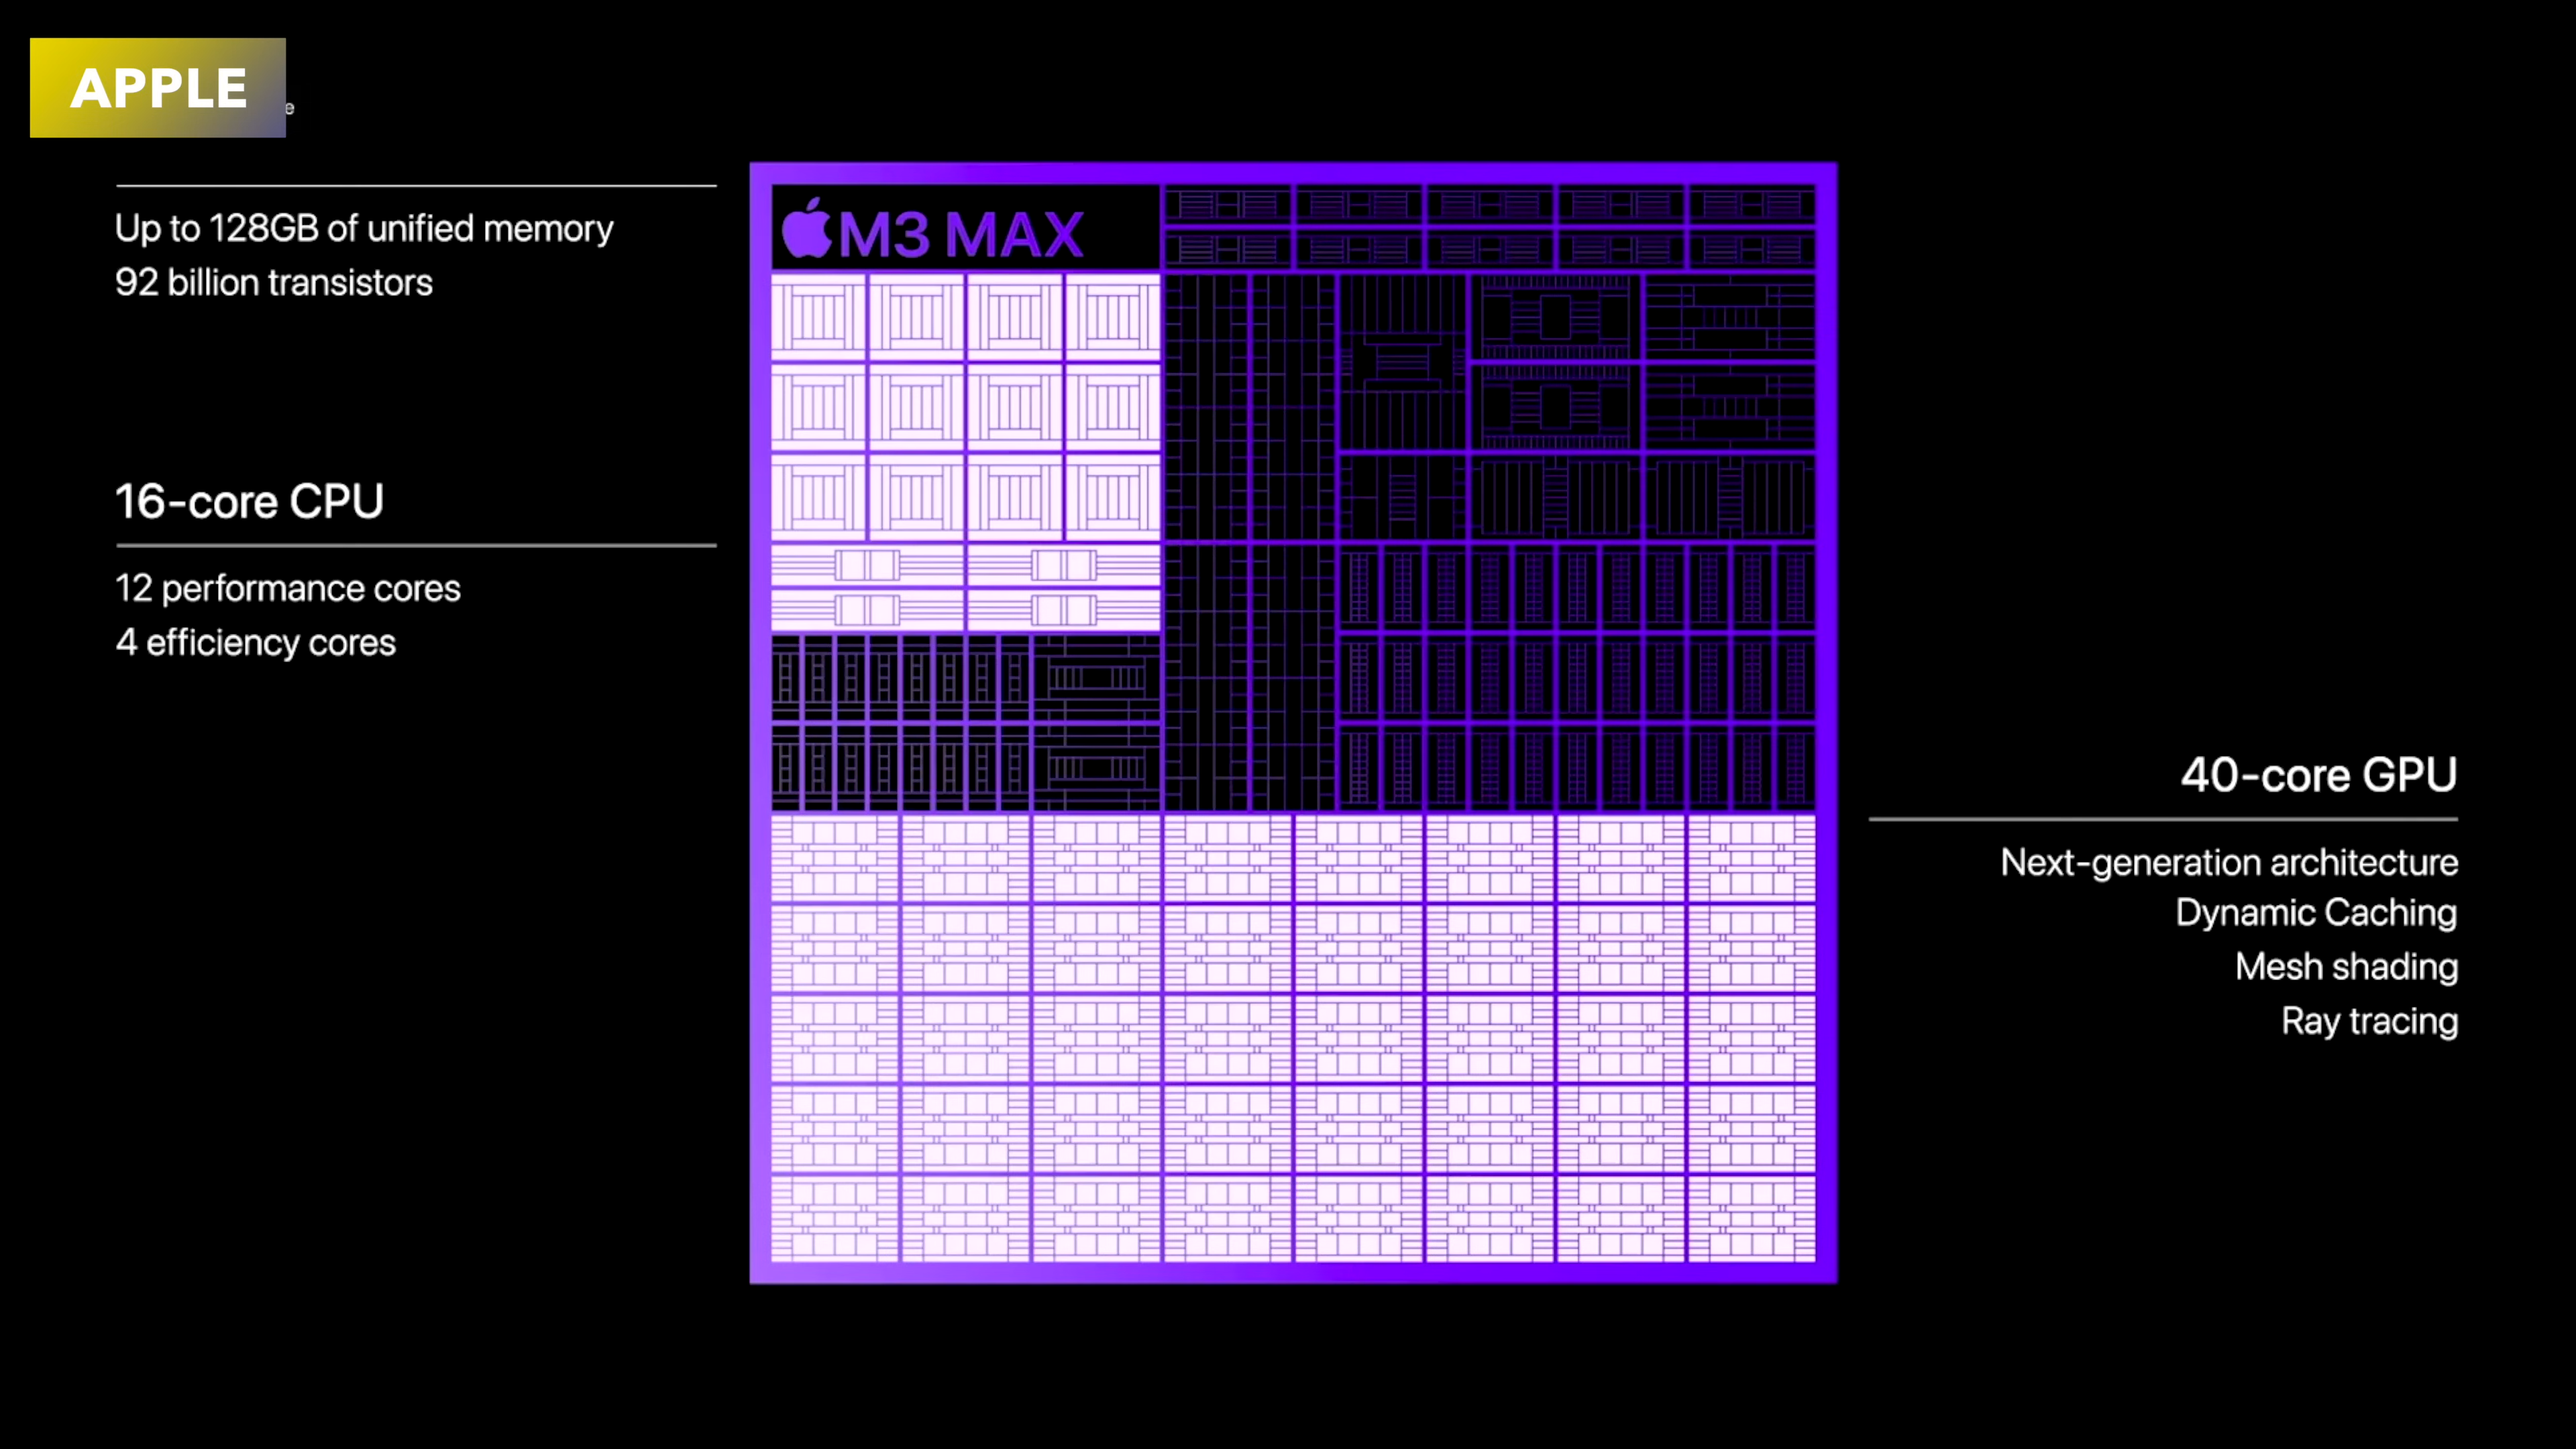 APPLE
Up to 128GB of unified memory
92 billion transistors
M3 MAX
16-core CPU
12 performance cores
4 efficiency cores
40-core GPU
Next-generation architecture
Dynamic Caching
Mesh shading
Ray tracing